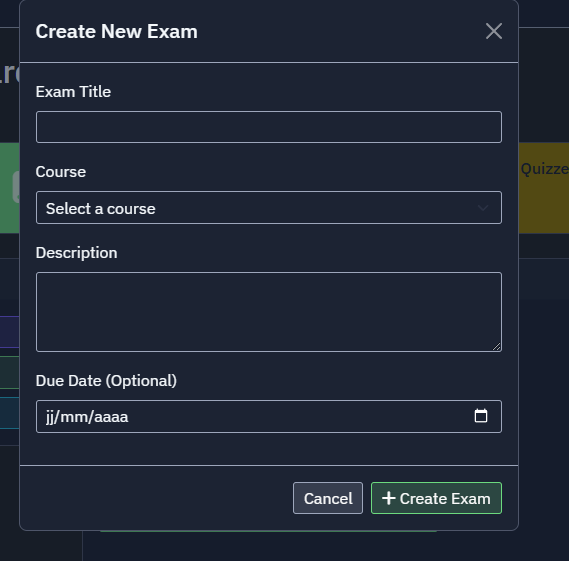 Create New Exam
Exam Title
Course
Select a course
Description
Due Date (Optional)
jj/mm/aaaa
Cancel
Create Exam